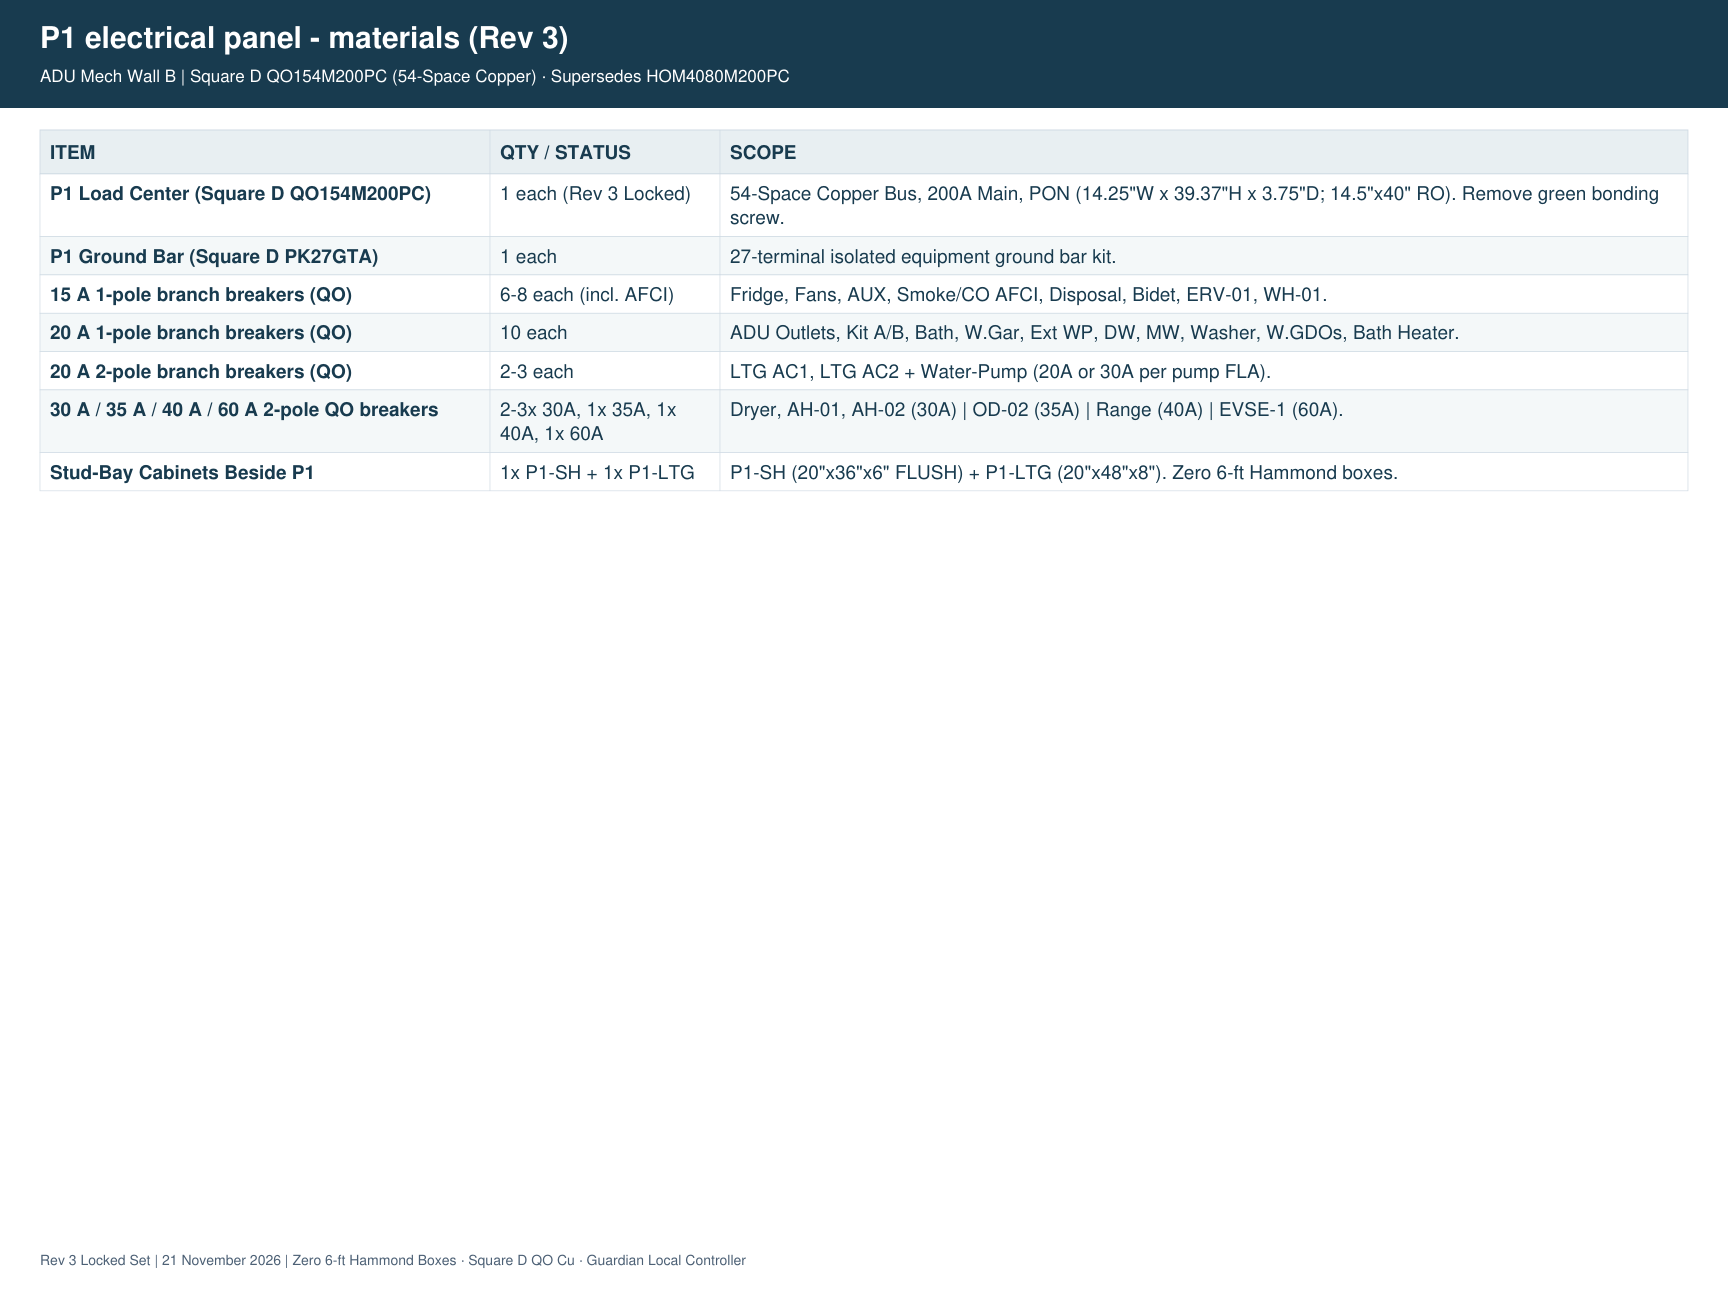 P1 electrical panel - materials (Rev 3)
ADU Mech Wall B | Square D QO154M200PC (54-Space Copper) · Supersedes HOM4080M200PC
ITEM QTY / STATUS SCOPE
P1 Load Center (Square D QO154M200PC) 1 each (Rev 3 Locked) 54-Space Copper Bus, 200A Main, PON (14.25"W x 39.37"H x 3.75"D; 14.5"x40" RO). Remove green bonding
screw.
P1 Ground Bar (Square D PK27GTA) 1 each 27-terminal isolated equipment ground bar kit.
15 A 1-pole branch breakers (QO) 6-8 each (incl. AFCI) Fridge, Fans, AUX, Smoke/CO AFCI, Disposal, Bidet, ERV-01, WH-01.
20 A 1-pole branch breakers (QO) 10 each ADU Outlets, Kit A/B, Bath, W.Gar, Ext WP, DW, MW, Washer, W.GDOs, Bath Heater.
20 A 2-pole branch breakers (QO) 2-3 each LTG AC1, LTG AC2 + Water-Pump (20A or 30A per pump FLA).
30 A / 35 A / 40 A / 60 A 2-pole QO breakers 2-3x 30A, 1x 35A, 1x Dryer, AH-01, AH-02 (30A) | OD-02 (35A) | Range (40A) | EVSE-1 (60A).
40A, 1x 60A
Stud-Bay Cabinets Beside P1 1x P1-SH + 1x P1-LTG P1-SH (20"x36"x6" FLUSH) + P1-LTG (20"x48"x8"). Zero 6-ft Hammond boxes.
Rev 3 Locked Set | 21 November 2026 | Zero 6-ft Hammond Boxes · Square D QO Cu · Guardian Local Controller